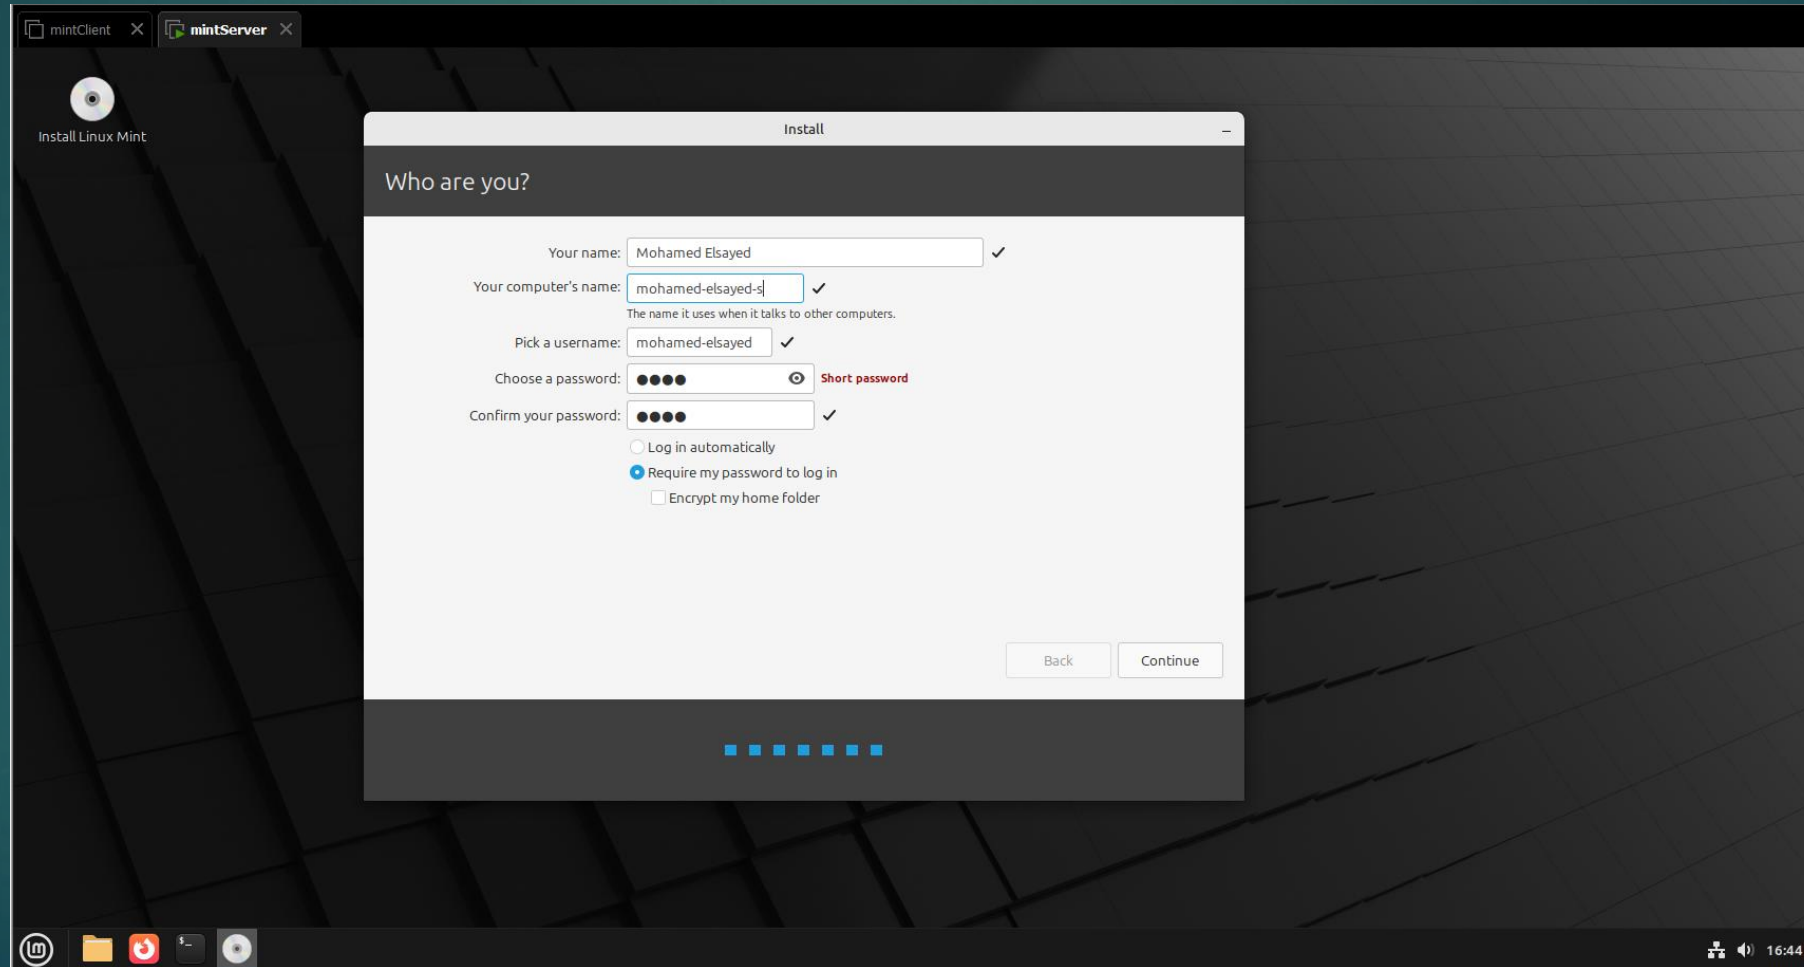 mintClient
mintServer
Install Linux Mint
Install
Who are you?
Your name: Mohamed Elsayed
Your computer's name: mohamed-elsayed-s
The name it uses when it talks to other computers.
Pick a username: mohamed-elsayed
Choose a password: ●●●● Short password
Confirm your password: ●●●●
Log in automatically
Require my password to log in
Encrypt my home folder
Back Continue
16:44